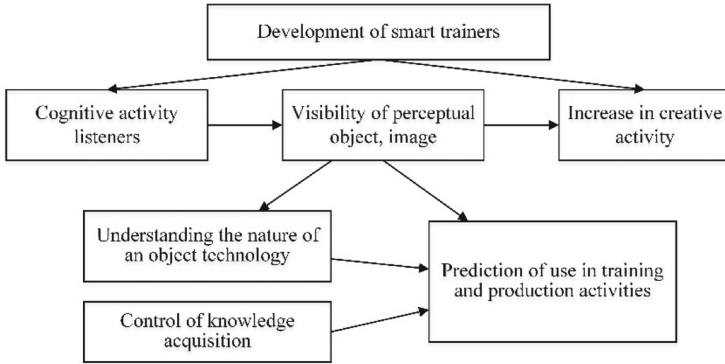 Development of smart trainers
Cognitive activity
listeners
Visibility of perceptual
object, image
Increase in creative
activity
Understanding the nature of
an object technology
Prediction of use in training
and production activities
Control of knowledge
acquisition